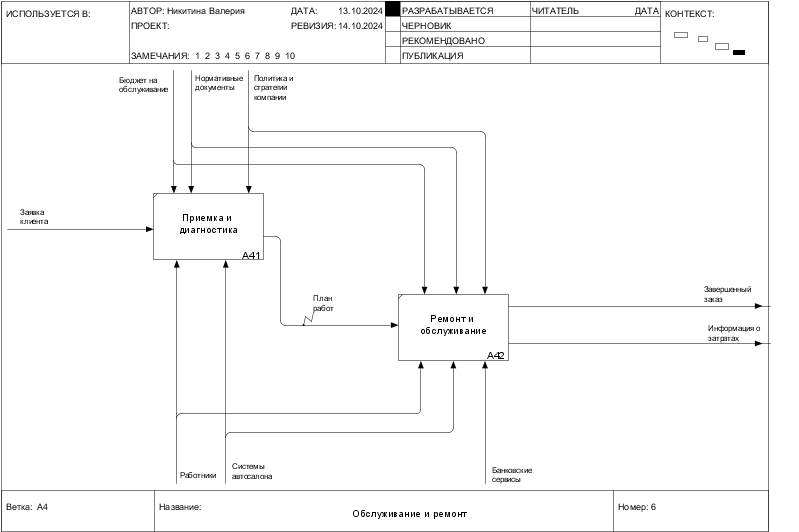 ИСПОЛЬЗУЕТСЯ В:
АВТОР: Никитина Валерия
ДАТА: 13.10.2024
РАЗРАБАТЫВАЕТСЯ
ЧИТАТЕЛЬ
ДАТА
КОНТЕКСТ:
ПРОЕКТ:
РЕВИЗИЯ: 14.10.2024
ЧЕРНОВИК
РЕКОМЕНДОВАНО
ЗАМЕЧАНИЯ: 1 2 3 4 5 6 7 8 9 10
ПУБЛИКАЦИЯ
Бюджет на
обслуживание
Нормативные
документы
Политика и
стратегии
компании
Заявка
клиента
Приемка и
диагностика
A41
План
работ
Ремонт и
обслуживание
A42
Завершенный
заказ
Информация о
затратах
Работники
Системы
автосалона
Банковские
сервисы
Ветка: A4
Название:
Обслуживание и ремонт
Номер: 6